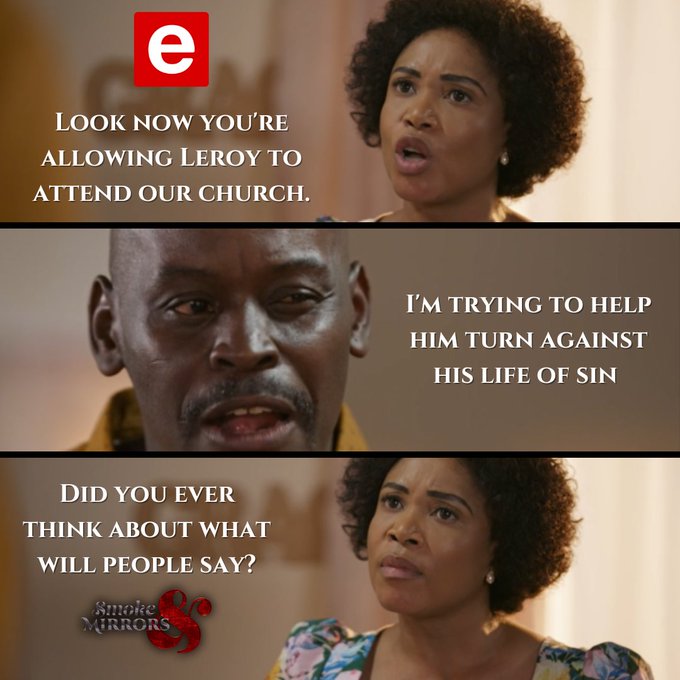 e
LOOK NOW YOU'RE
ALLOWING LEROY TO
ATTEND OUR CHURCH.
I'M TRYING TO HELP
HIM TURN AGAINST
HIS LIFE OF SIN
DID YOU EVER
THINK ABOUT WHAT
WILL PEOPLE SAY?
Smoke &
MIRRORS